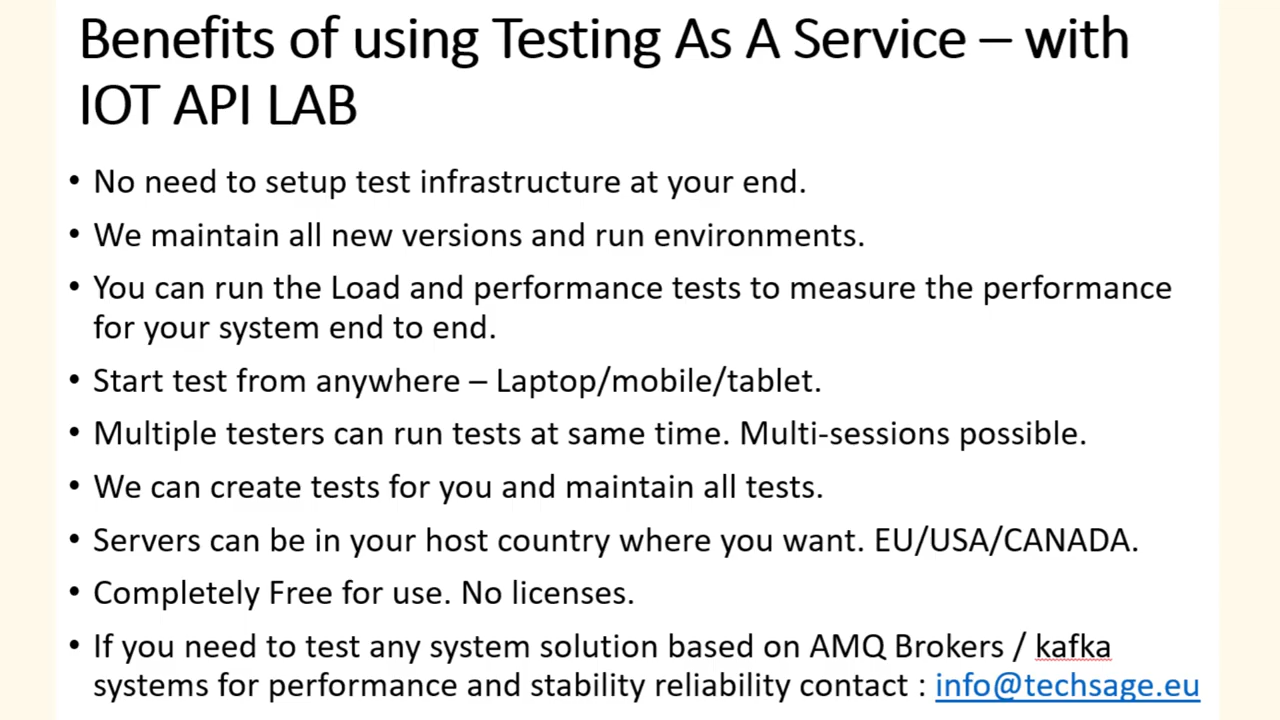 Benefits of using Testing As A Service – with
IOT API LAB
• No need to setup test infrastructure at your end.
• We maintain all new versions and run environments.
• You can run the Load and performance tests to measure the performance
for your system end to end.
• Start test from anywhere – Laptop/mobile/tablet.
• Multiple testers can run tests at same time. Multi-sessions possible.
• We can create tests for you and maintain all tests.
• Servers can be in your host country where you want. EU/USA/CANADA.
• Completely Free for use. No licenses.
• If you need to test any system solution based on AMQ Brokers / kafka
systems for performance and stability reliability contact : info@techsage.eu